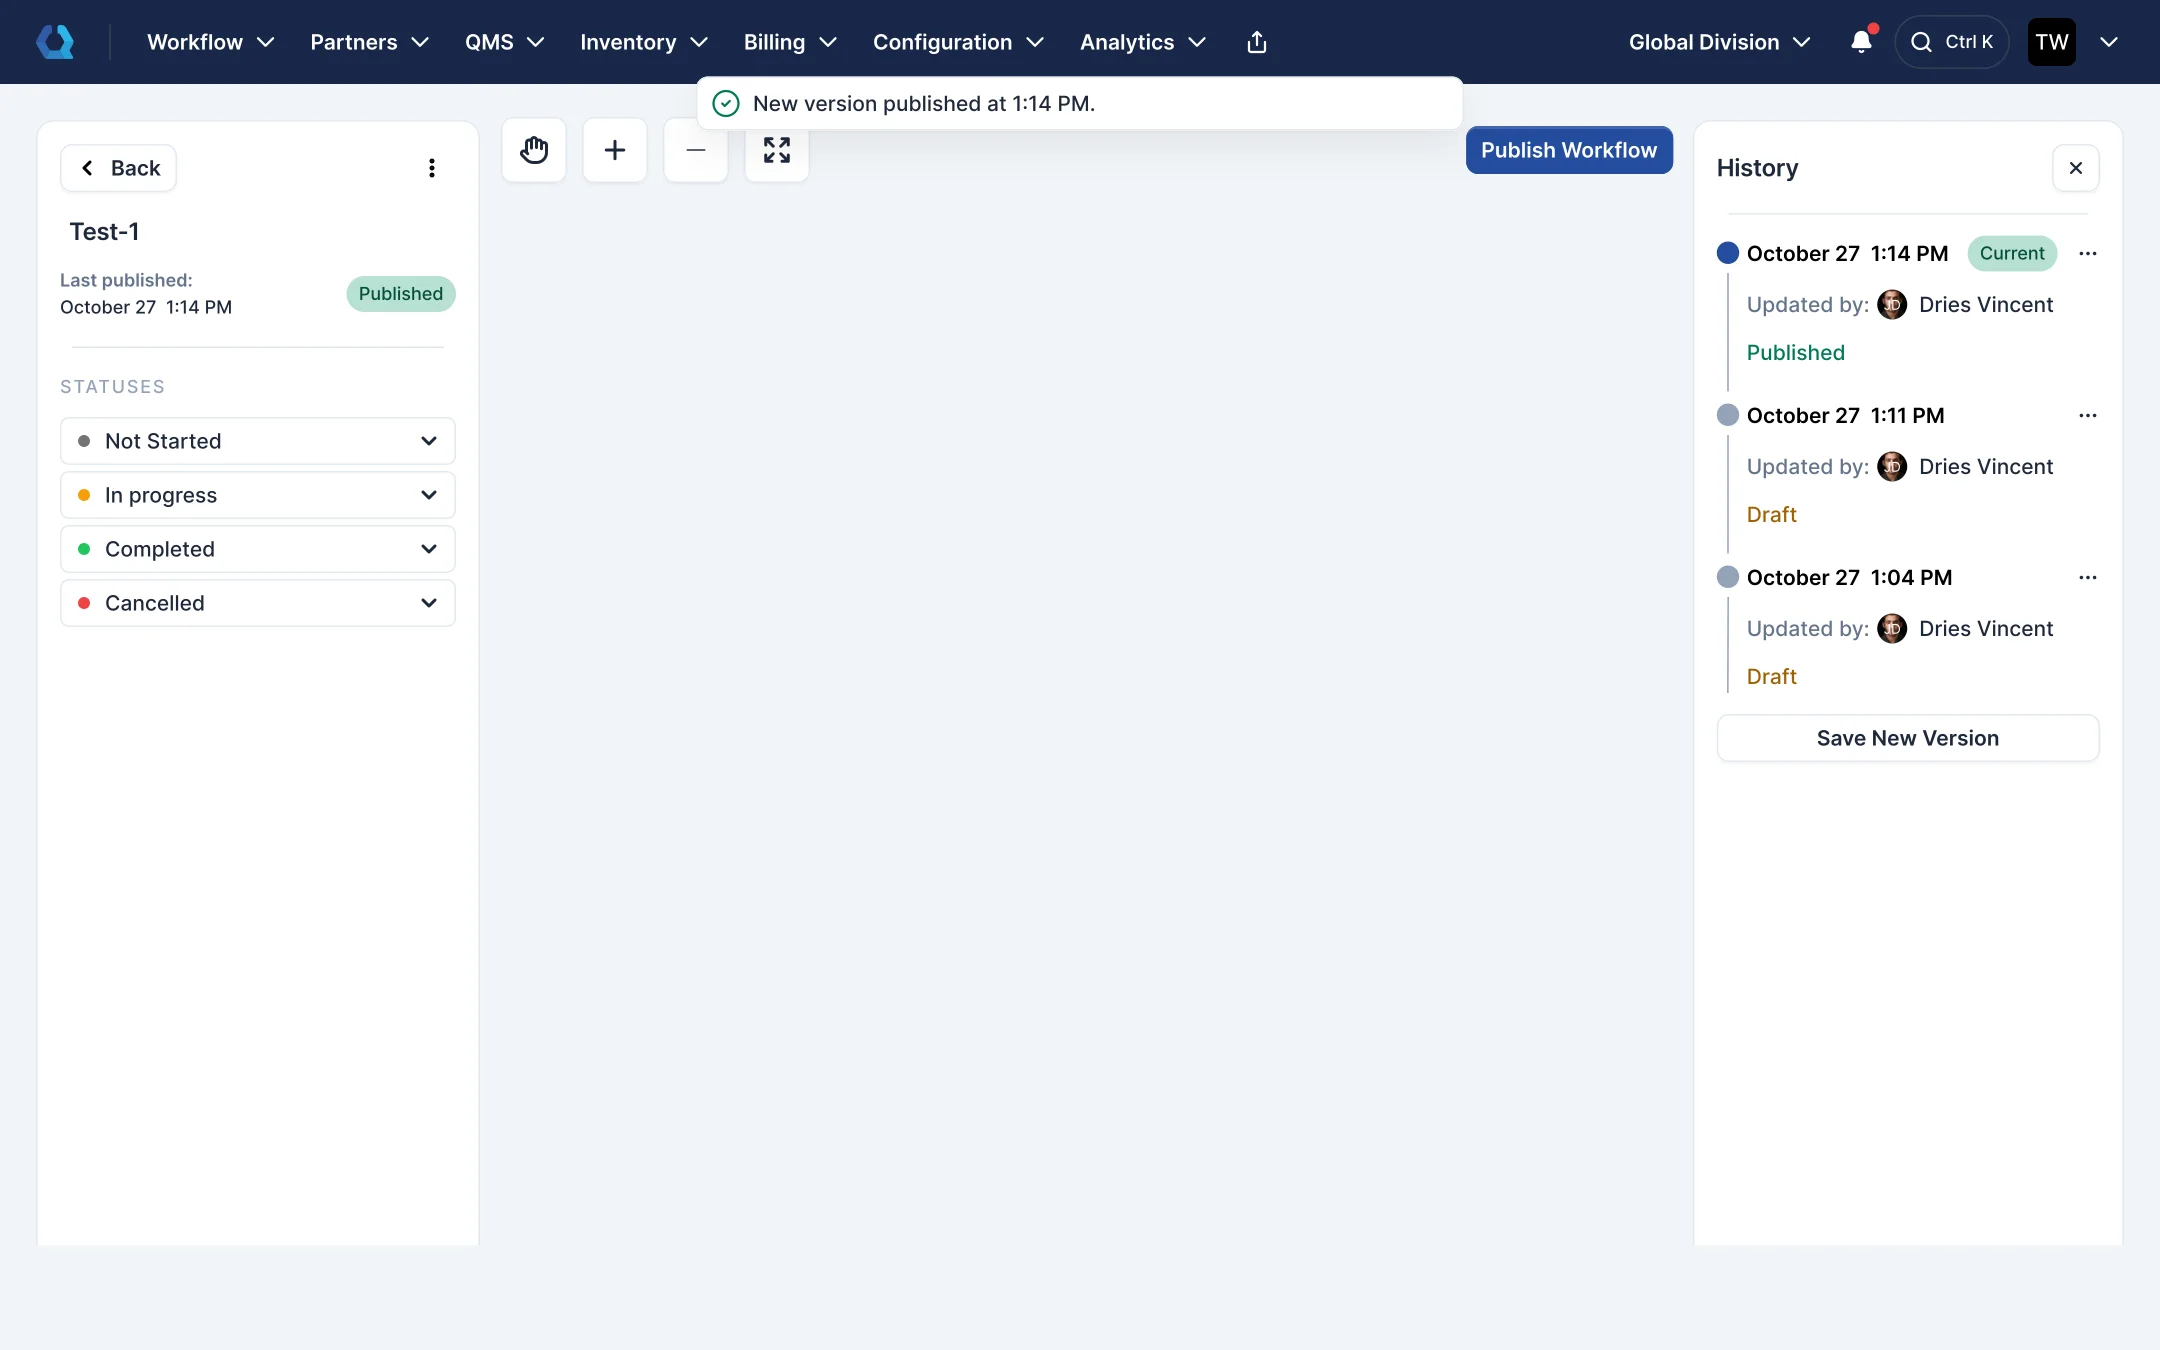 Workflow Partners QMS Inventory Billing Configuration Analytics Global Division Ctrl K TW
New version published at 1:14 PM.
Back
Publish Workflow
Test-1
Last published:
October 27 1:14 PM
Published
STATUSES
Not Started
In progress
Completed
Cancelled
History
October 27 1:14 PM Current
Updated by: JD Dries Vincent
Published
October 27 1:11 PM
Updated by: JD Dries Vincent
Draft
October 27 1:04 PM
Updated by: JD Dries Vincent
Draft
Save New Version